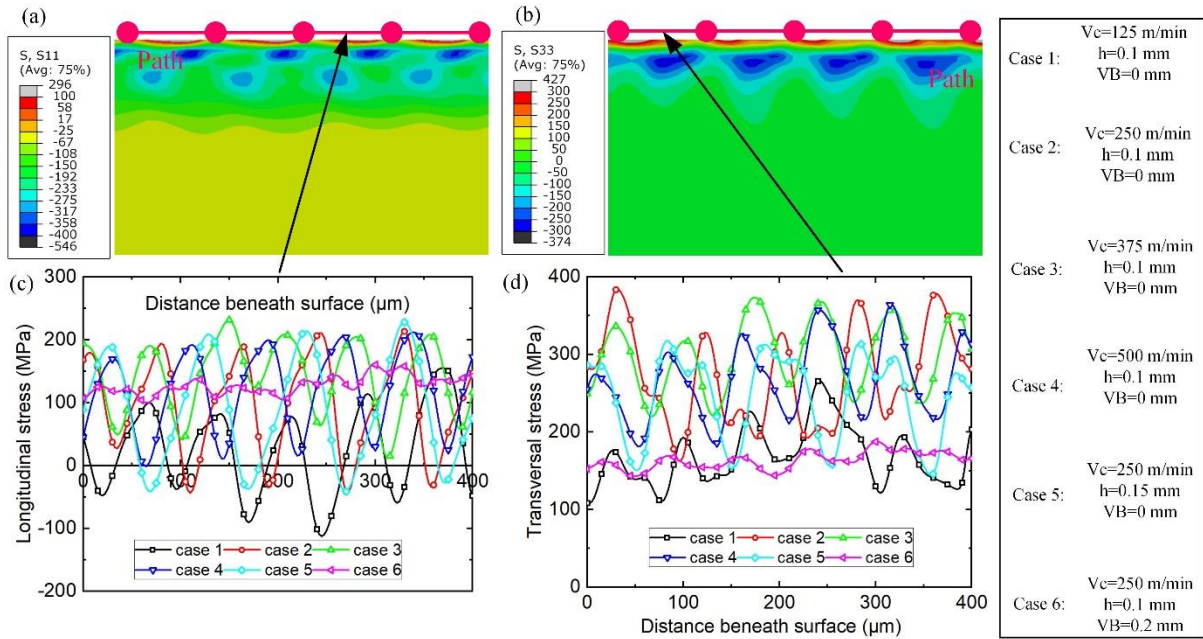 (a)
S, S11
(Avg: 75%)
296
100
58
17
-25
-67
-108
-150
-192
-233
-275
-317
-358
-400
-546
Path
(b)
S, S33
(Avg: 75%)
427
300
250
200
150
100
50
0
-50
-100
-150
-200
-250
-300
-374
Path
(c)
Longitudinal stress (MPa)
300
200
100
0
-100
-200
Distance beneath surface (µm)
0 100 200 300 400
case 1 case 2 case 3
case 4 case 5 case 6
(d)
Transversal stress (MPa)
400
300
200
100
0
case 1 case 2 case 3
case 4 case 5 case 6
0 100 200 300 400
Distance beneath surface (µm)
Case 1:
Vc=125 m/min
h=0.1 mm
VB=0 mm
Case 2:
Vc=250 m/min
h=0.1 mm
VB=0 mm
Case 3:
Vc=375 m/min
h=0.1 mm
VB=0 mm
Case 4:
Vc=500 m/min
h=0.1 mm
VB=0 mm
Case 5:
Vc=250 m/min
h=0.15 mm
VB=0 mm
Case 6:
Vc=250 m/min
h=0.1 mm
VB=0.2 mm